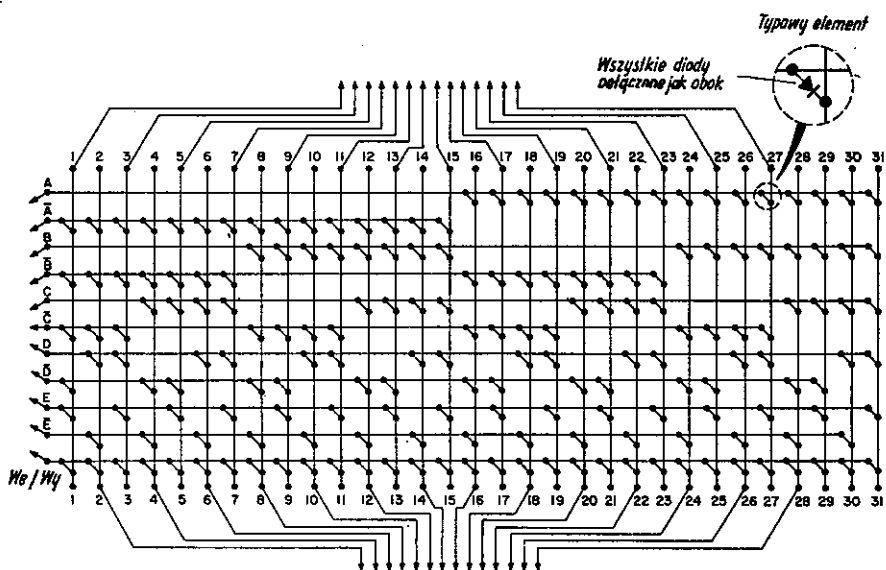 Typowy element
Wszystkie diody
połączone jak obok
1 2 3 4 5 6 7 8 9 10 11 12 13 14 15 16 17 18 19 20 21 22 23 24 25 26 27 28 29 30 31
A
Ā
B
B̄
C
C̄
D
D̄
E
Ē
We / Wy
1 2 3 4 5 6 7 8 9 10 11 12 13 14 15 16 17 18 19 20 21 22 23 24 25 26 27 28 29 30 31